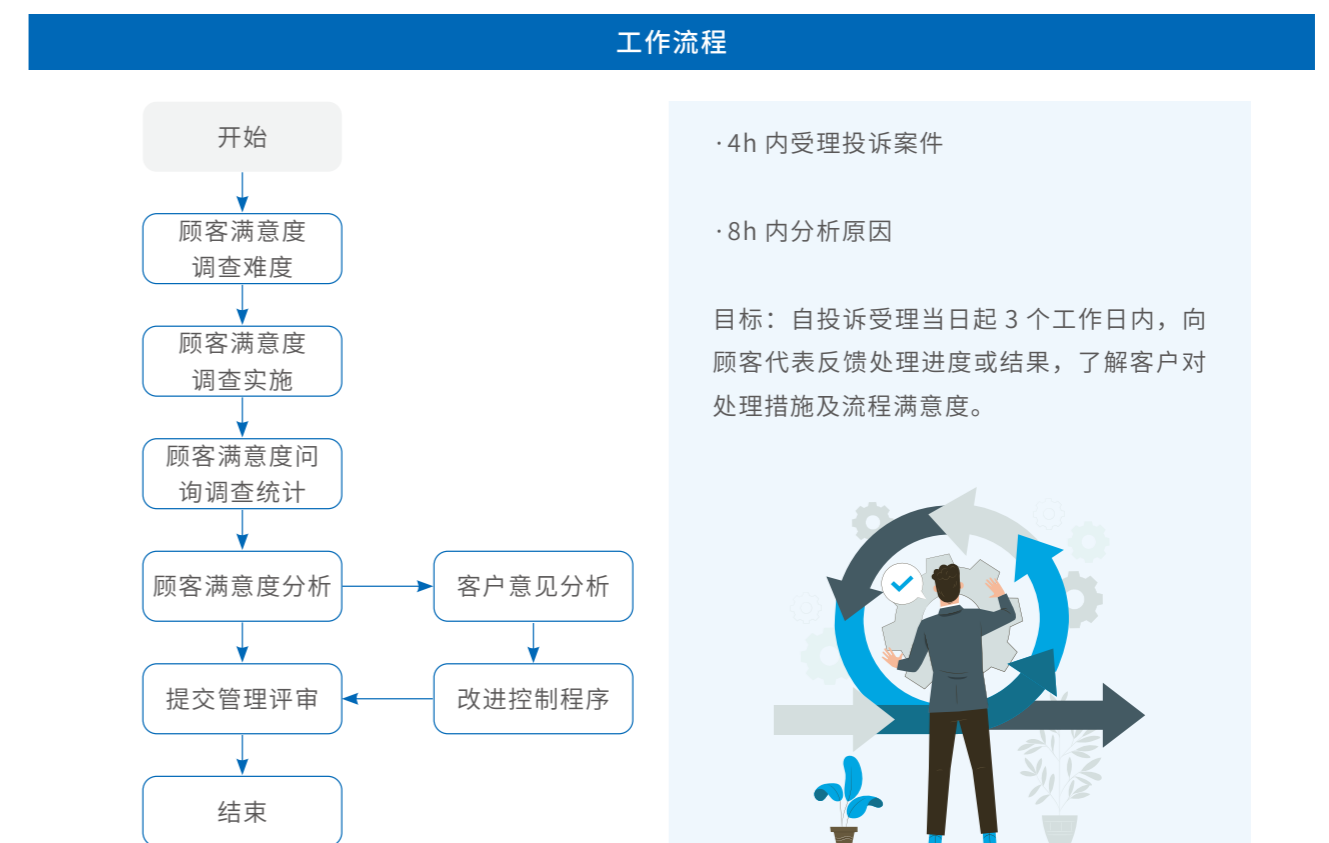 工作流程
开始
顾客满意度
调查难度
顾客满意度
调查实施
顾客满意度问
询调查统计
顾客满意度分析
客户意见分析
提交管理评审
改进控制程序
结束
·4h 内受理投诉案件
·8h 内分析原因
目标：自投诉受理当日起 3 个工作日内，向
顾客代表反馈处理进度或结果，了解客户对
处理措施及流程满意度。